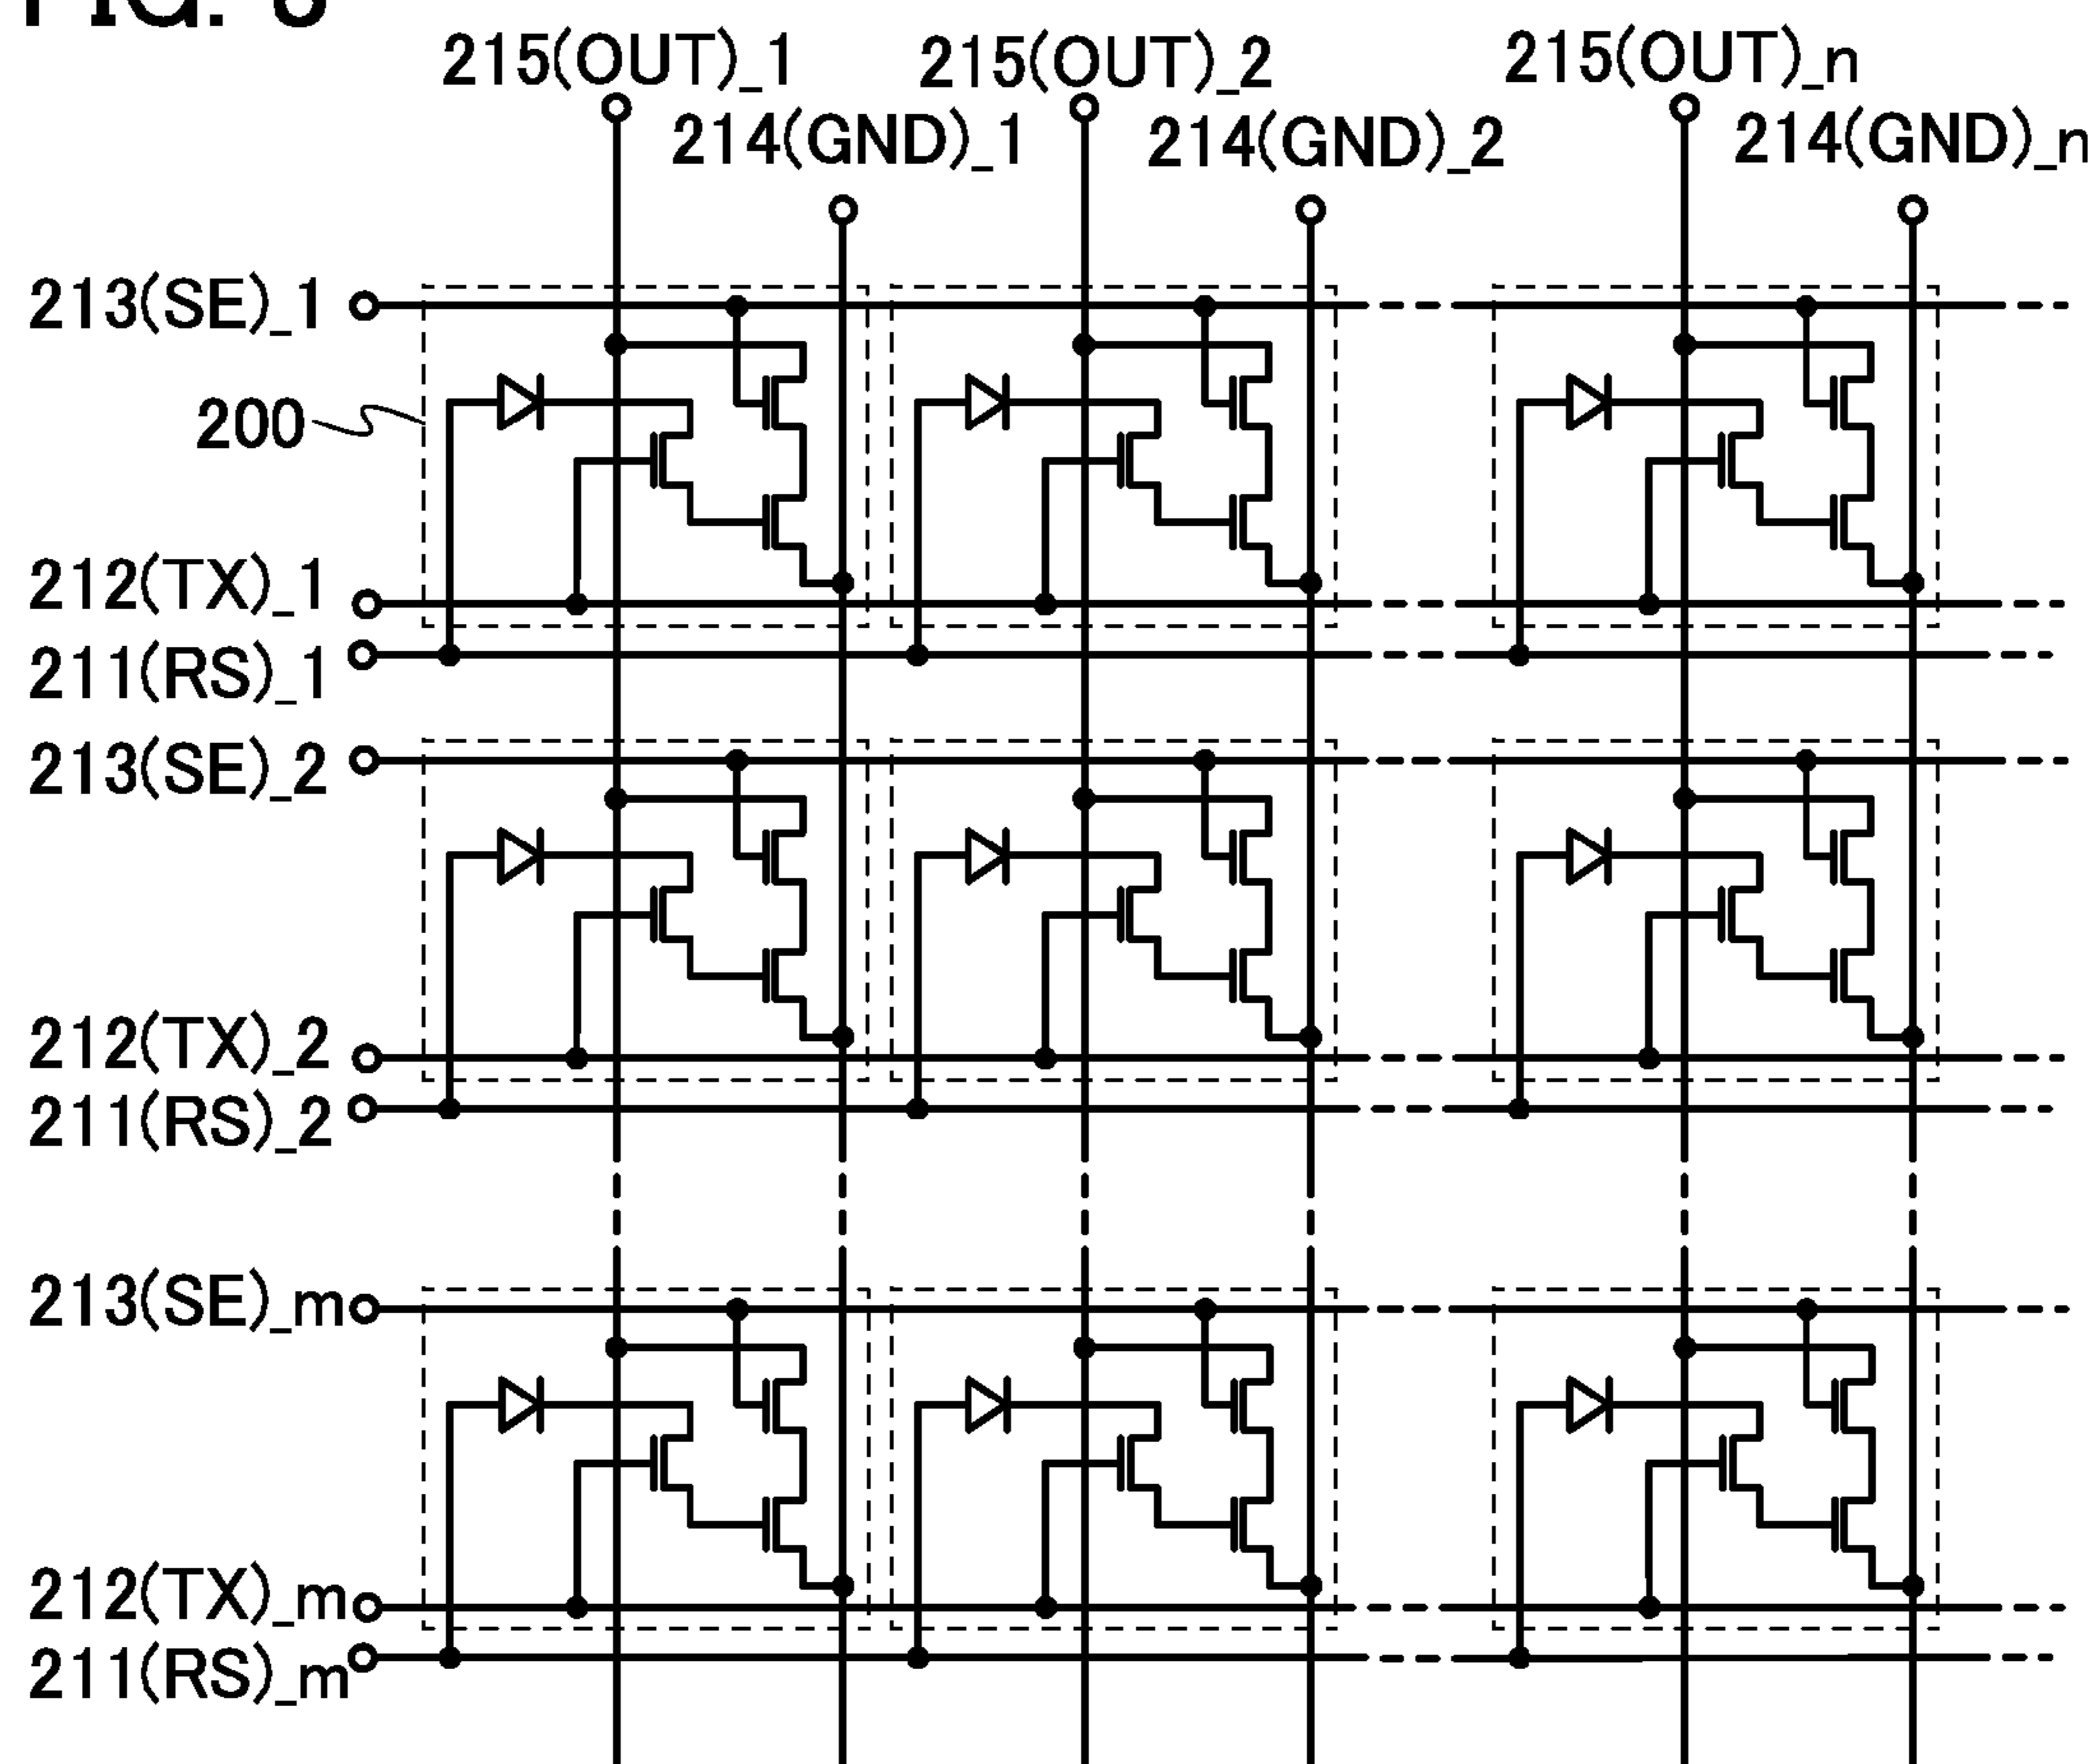 FIG.
215(OUT)_1 215(OUT)_2 215(OUT)_n
214(GND)_1 214(GND)_2 214(GND)_n
213(SE)_1
200
212(TX)_1
211(RS)_1
213(SE)_2
212(TX)_2
211(RS)_2
213(SE)_m
212(TX)_m
211(RS)_m